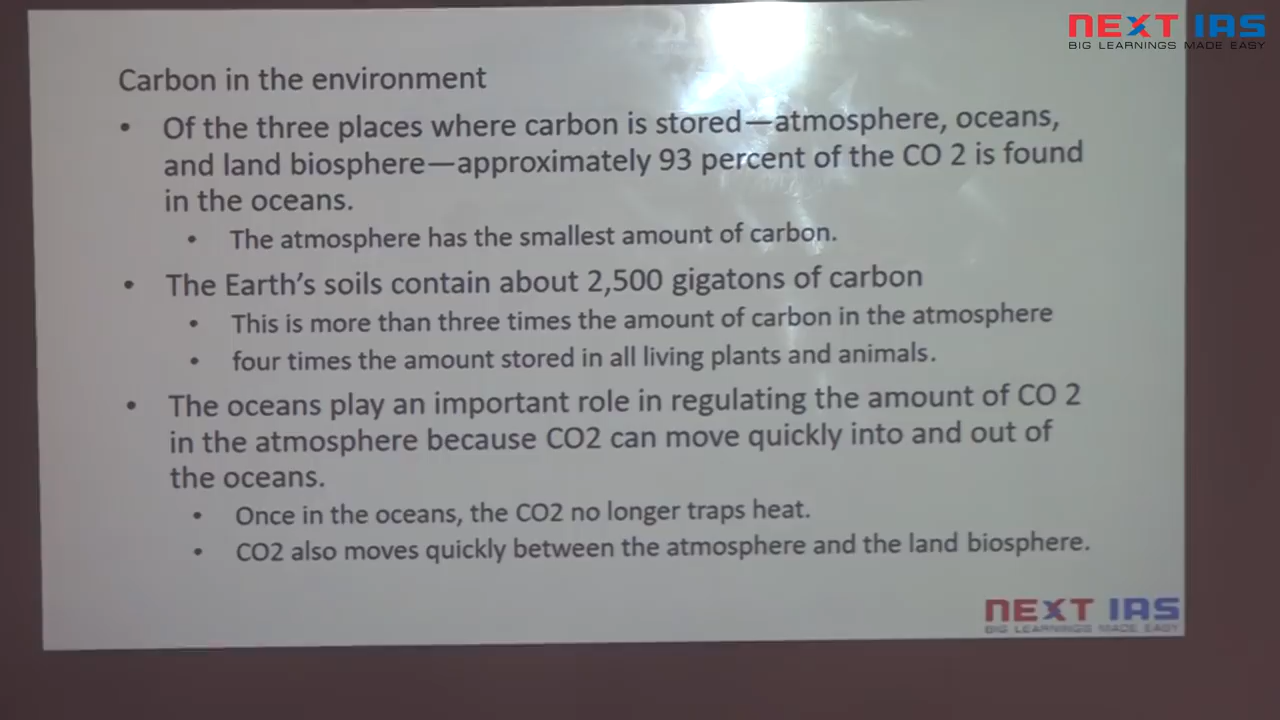 NEXT IAS
BIG LEARNINGS MADE EASY
Carbon in the environment
• Of the three places where carbon is stored—atmosphere, oceans,
and land biosphere—approximately 93 percent of the CO 2 is found
in the oceans.
• The atmosphere has the smallest amount of carbon.
• The Earth's soils contain about 2,500 gigatons of carbon
• This is more than three times the amount of carbon in the atmosphere
• four times the amount stored in all living plants and animals.
• The oceans play an important role in regulating the amount of CO 2
in the atmosphere because CO2 can move quickly into and out of
the oceans.
• Once in the oceans, the CO2 no longer traps heat.
• CO2 also moves quickly between the atmosphere and the land biosphere.
NEXT IAS
BIG LEARNINGS MADE EASY